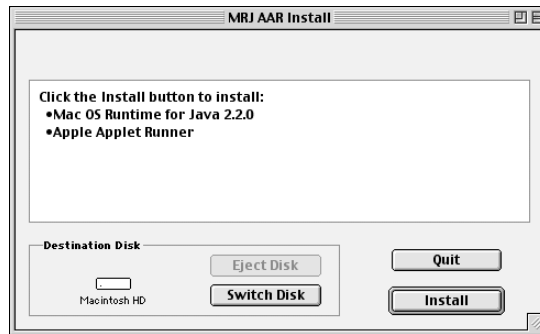 MRJ AAR Install
Click the Install button to install:
•Mac OS Runtime for Java 2.2.0
•Apple Applet Runner
Destination Disk
Eject Disk
Quit
Macintosh HD
Switch Disk
Install